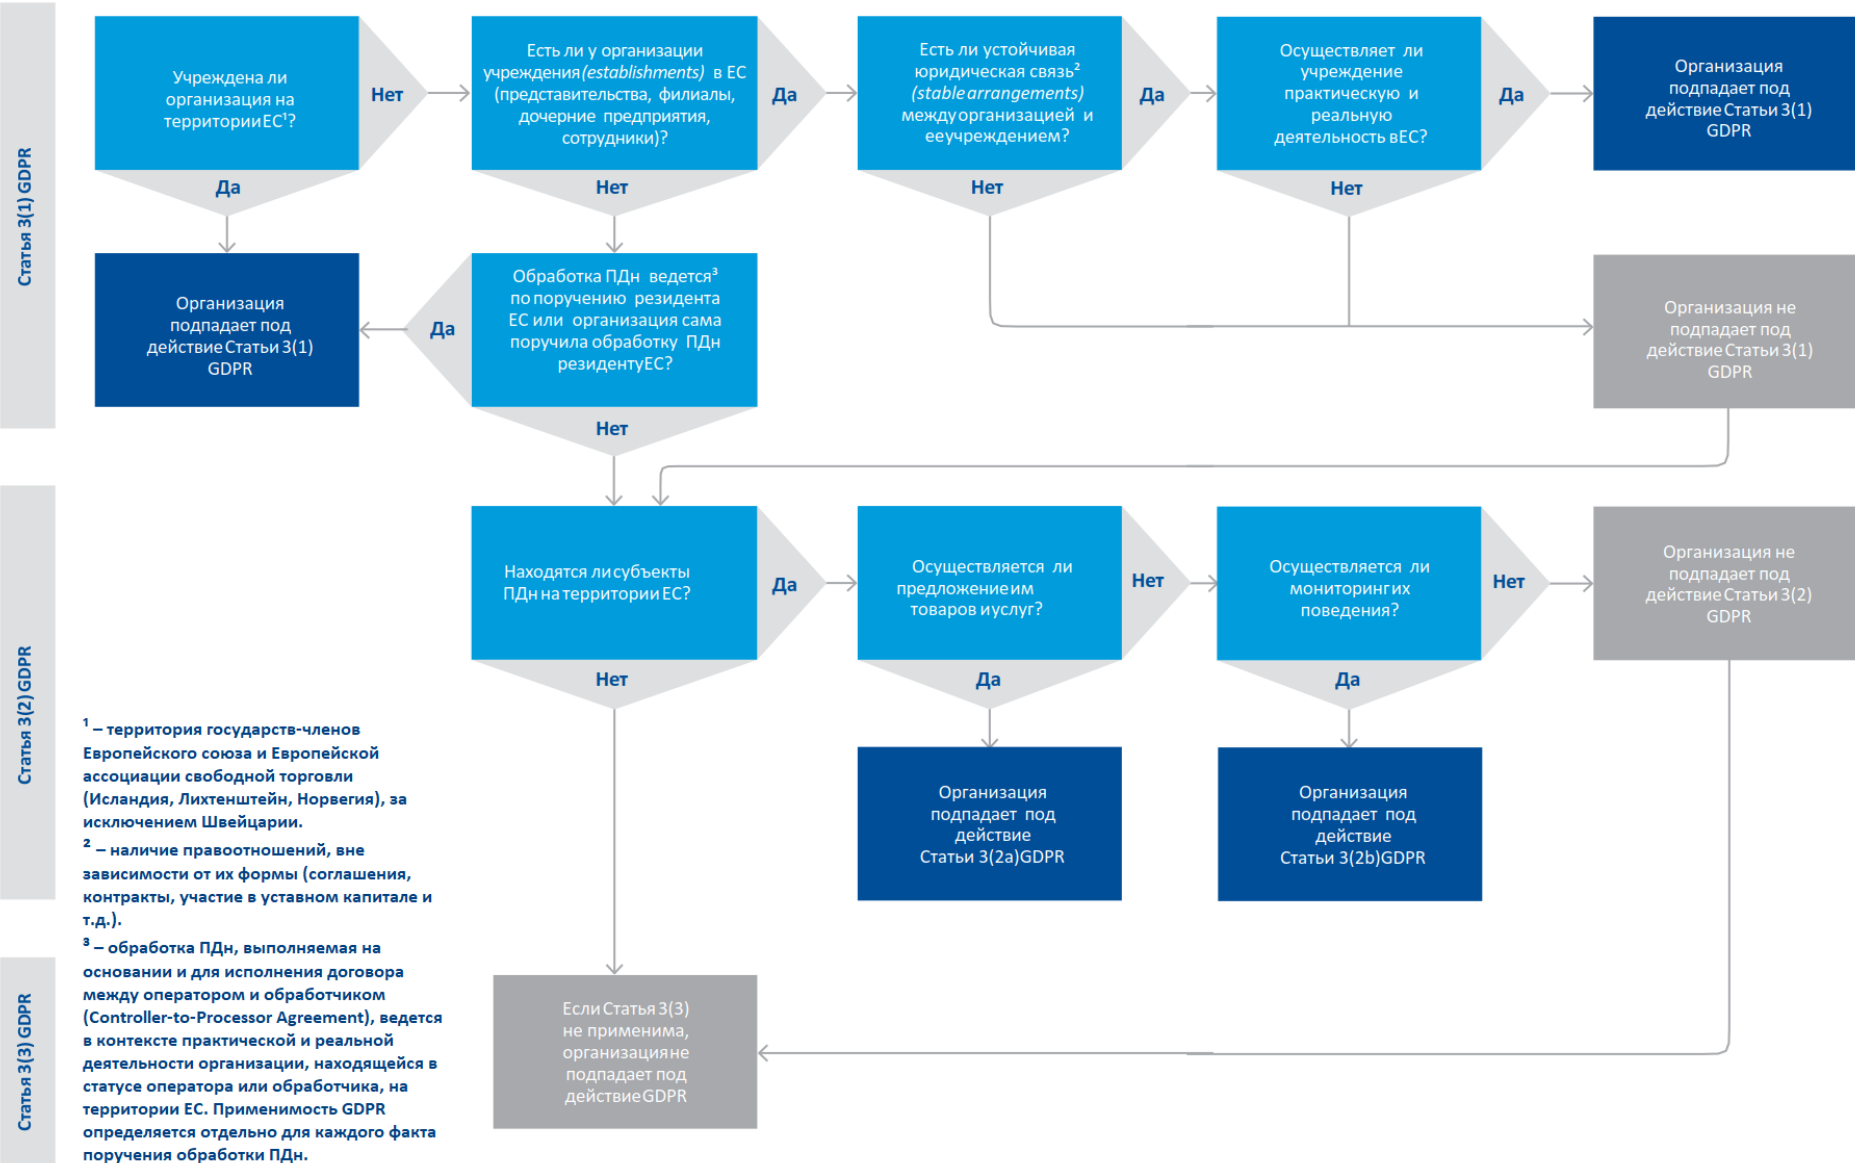 Статья 3(1) GDPR
Учреждена ли
организация на
территории ЕС¹?
Нет
Да
Есть ли у организации
учреждения (establishments) в ЕС
(представительства, филиалы,
дочерние предприятия,
сотрудники)?
Да
Нет
Есть ли устойчивая
юридическая связь²
(stable arrangements)
между организацией и
ее учреждением?
Да
Нет
Осуществляет ли
учреждение
практическую и
реальную
деятельность в ЕС?
Да
Нет
Организация
подпадает под
действие Статьи 3(1)
GDPR
Организация
подпадает под
действие Статьи 3(1)
GDPR
Да
Обработка ПДн ведется³
по поручению резидента
ЕС или организация сама
поручила обработку ПДн
резиденту ЕС?
Нет
Организация не
подпадает под
действие Статьи 3(1)
GDPR
Статья 3(2) GDPR
Находятся ли субъекты
ПДн на территории ЕС?
Да
Нет
Осуществляется ли
предложение им
товаров и услуг?
Нет
Да
Осуществляется ли
мониторинг их
поведения?
Нет
Да
Организация не
подпадает под
действие Статьи 3(2)
GDPR
Организация
подпадает под
действие
Статьи 3(2a)GDPR
Организация
подпадает под
действие
Статьи 3(2b)GDPR
Статья 3(3) GDPR
Если Статья 3(3)
не применима,
организация не
подпадает под
действие GDPR
¹ – территория государств-членов
Европейского союза и Европейской
ассоциации свободной торговли
(Исландия, Лихтенштейн, Норвегия), за
исключением Швейцарии.
² – наличие правоотношений, вне
зависимости от их формы (соглашения,
контракты, участие в уставном капитале и
т.д.).
³ – обработка ПДн, выполняемая на
основании и для исполнения договора
между оператором и обработчиком
(Controller-to-Processor Agreement), ведется
в контексте практической и реальной
деятельности организации, находящейся в
статусе оператора или обработчика, на
территории ЕС. Применимость GDPR
определяется отдельно для каждого факта
поручения обработки ПДн.